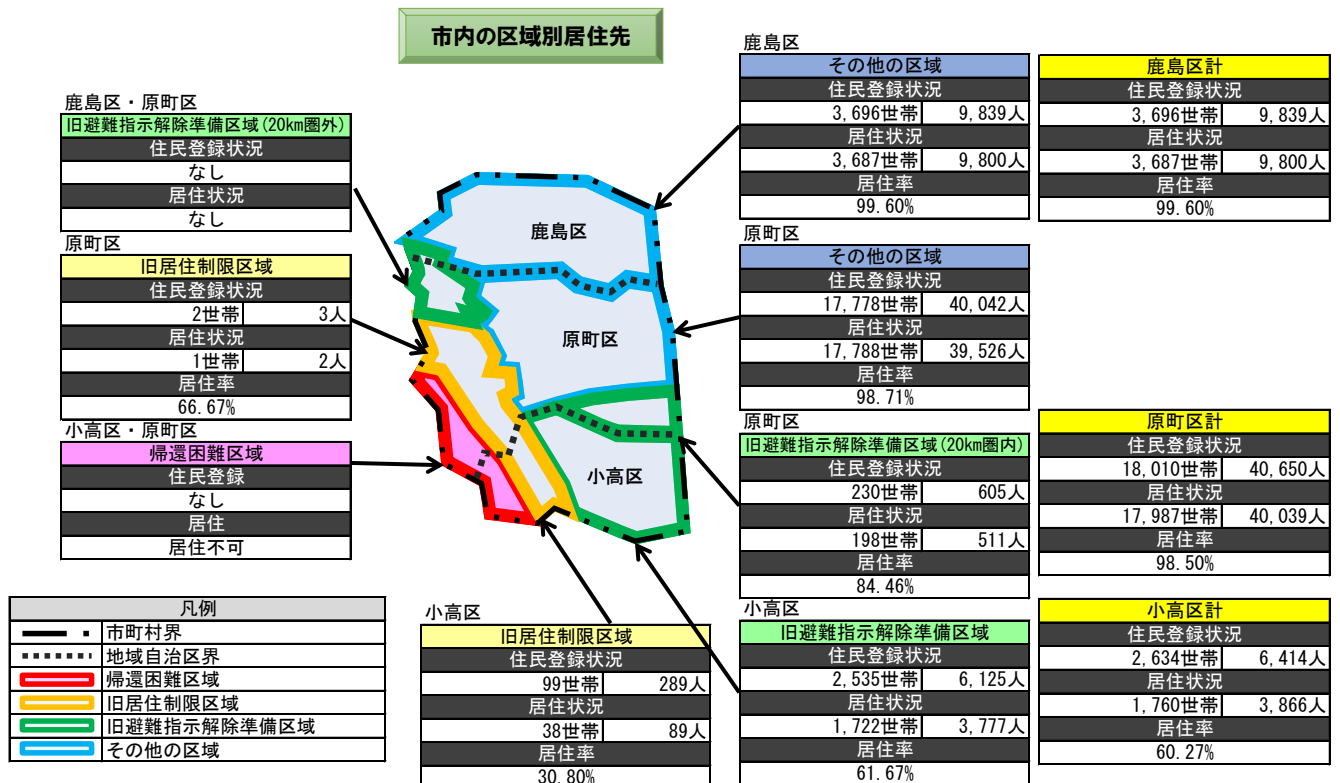 市内の区域別居住先
鹿島区・原町区
旧避難指示解除準備区域(20km圏外)
住民登録状況
なし
居住状況
なし
原町区
旧居住制限区域
住民登録状況
2世帯 3人
居住状況
1世帯 2人
居住率
66.67%
小高区・原町区
帰還困難区域
住民登録
なし
居住
居住不可
鹿島区
原町区
小高区
鹿島区
その他の区域
住民登録状況
3,696世帯 9,839人
居住状況
3,687世帯 9,800人
居住率
99.60%
鹿島区計
住民登録状況
3,696世帯 9,839人
居住状況
3,687世帯 9,800人
居住率
99.60%
原町区
その他の区域
住民登録状況
17,778世帯 40,042人
居住状況
17,788世帯 39,526人
居住率
98.71%
原町区
旧避難指示解除準備区域(20km圏内)
住民登録状況
230世帯 605人
居住状況
198世帯 511人
居住率
84.46%
原町区計
住民登録状況
18,010世帯 40,650人
居住状況
17,987世帯 40,039人
居住率
98.50%
凡例
市町村界
地域自治区界
帰還困難区域
旧居住制限区域
旧避難指示解除準備区域
その他の区域
小高区
旧居住制限区域
住民登録状況
99世帯 289人
居住状況
38世帯 89人
居住率
30.80%
小高区
旧避難指示解除準備区域
住民登録状況
2,535世帯 6,125人
居住状況
1,722世帯 3,777人
居住率
61.67%
小高区計
住民登録状況
2,634世帯 6,414人
居住状況
1,760世帯 3,866人
居住率
60.27%